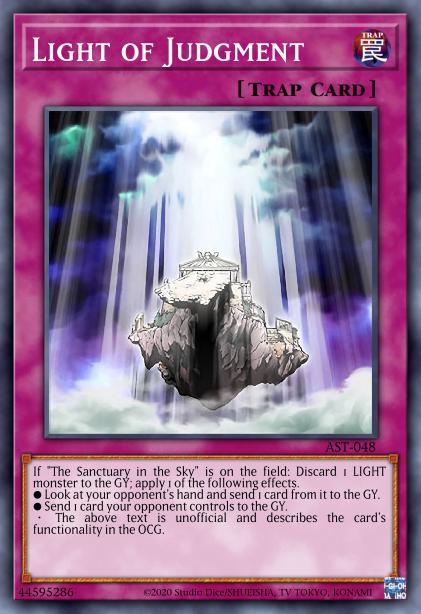 LIGHT OF JUDGMENT
TRAP
罠
[TRAP CARD]
AST-048
If "The Sanctuary in the Sky" is on the field: Discard 1 LIGHT
monster to the GY; apply 1 of the following effects.
● Look at your opponent's hand and send 1 card from it to the GY.
● Send 1 card your opponent controls to the GY.
· The above text is unofficial and describes the card's
functionality in the OCG.
44595286
©2020 Studio Dice/SHUEISHA, TV TOKYO, KONAMI